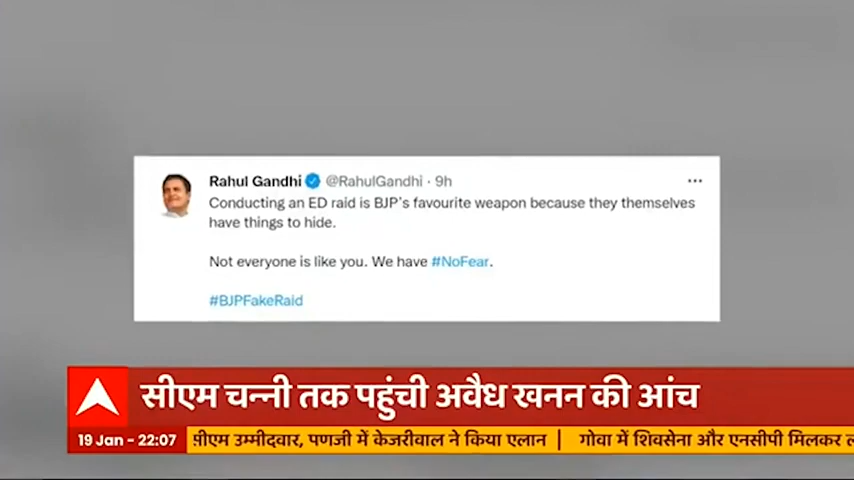 Rahul Gandhi @RahulGandhi · 9h
Conducting an ED raid is BJP's favourite weapon because they themselves
have things to hide.
Not everyone is like you. We have #NoFear.
#BJPFakeRaid
सीएम चन्नी तक पहुंची अवैध खनन की आंच
19 Jan - 22:07
उम्मीदवार, पणजी में केजरीवाल ने किया एलान | गोवा में शिवसेना और एनसीपी मिलकर